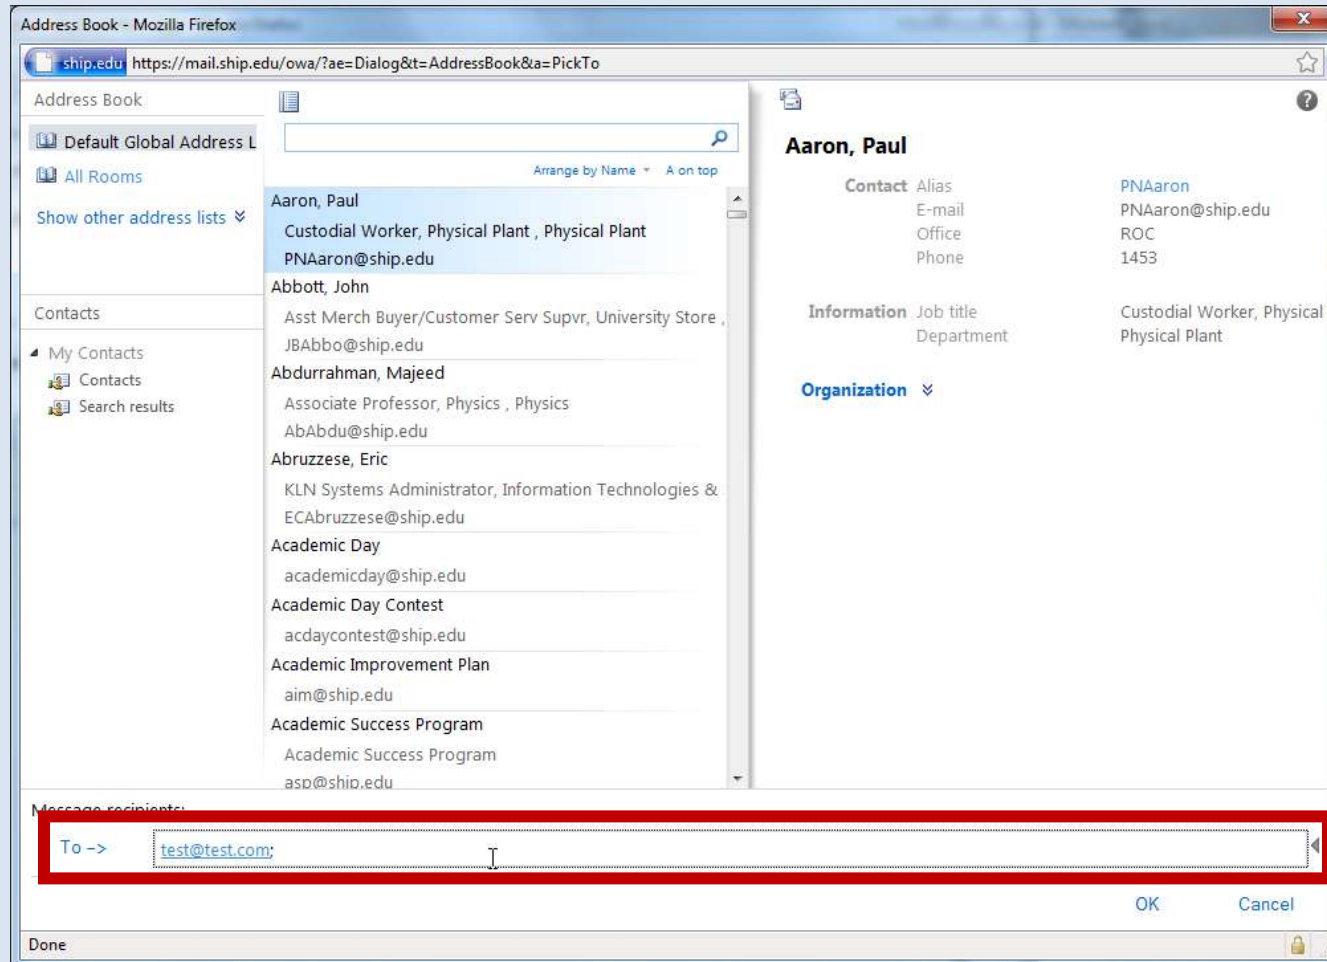 Address Book - Mozilla Firefox
x
ship.edu https://mail.ship.edu/owa/?ae=Dialog&t=AddressBook&a=PickTo
Address Book
Default Global Address L
All Rooms
Show other address lists
Contacts
My Contacts
Contacts
Search results
Arrange by Name A on top
Aaron, Paul
Custodial Worker, Physical Plant , Physical Plant
PNAaron@ship.edu
Abbott, John
Asst Merch Buyer/Customer Serv Supvr, University Store ,
JBAbbo@ship.edu
Abdurrahman, Majeed
Associate Professor, Physics , Physics
AbAbdu@ship.edu
Abruzzese, Eric
KLN Systems Administrator, Information Technologies &
ECAbruzzese@ship.edu
Academic Day
academicday@ship.edu
Academic Day Contest
acdaycontest@ship.edu
Academic Improvement Plan
aim@ship.edu
Academic Success Program
Academic Success Program
asp@ship.edu
?
Aaron, Paul
Contact Alias PNAaron
E-mail PNAaron@ship.edu
Office ROC
Phone 1453
Information Job title Custodial Worker, Physical
Department Physical Plant
Organization
Message recipients:
To -> test@test.com;
OK Cancel
Done